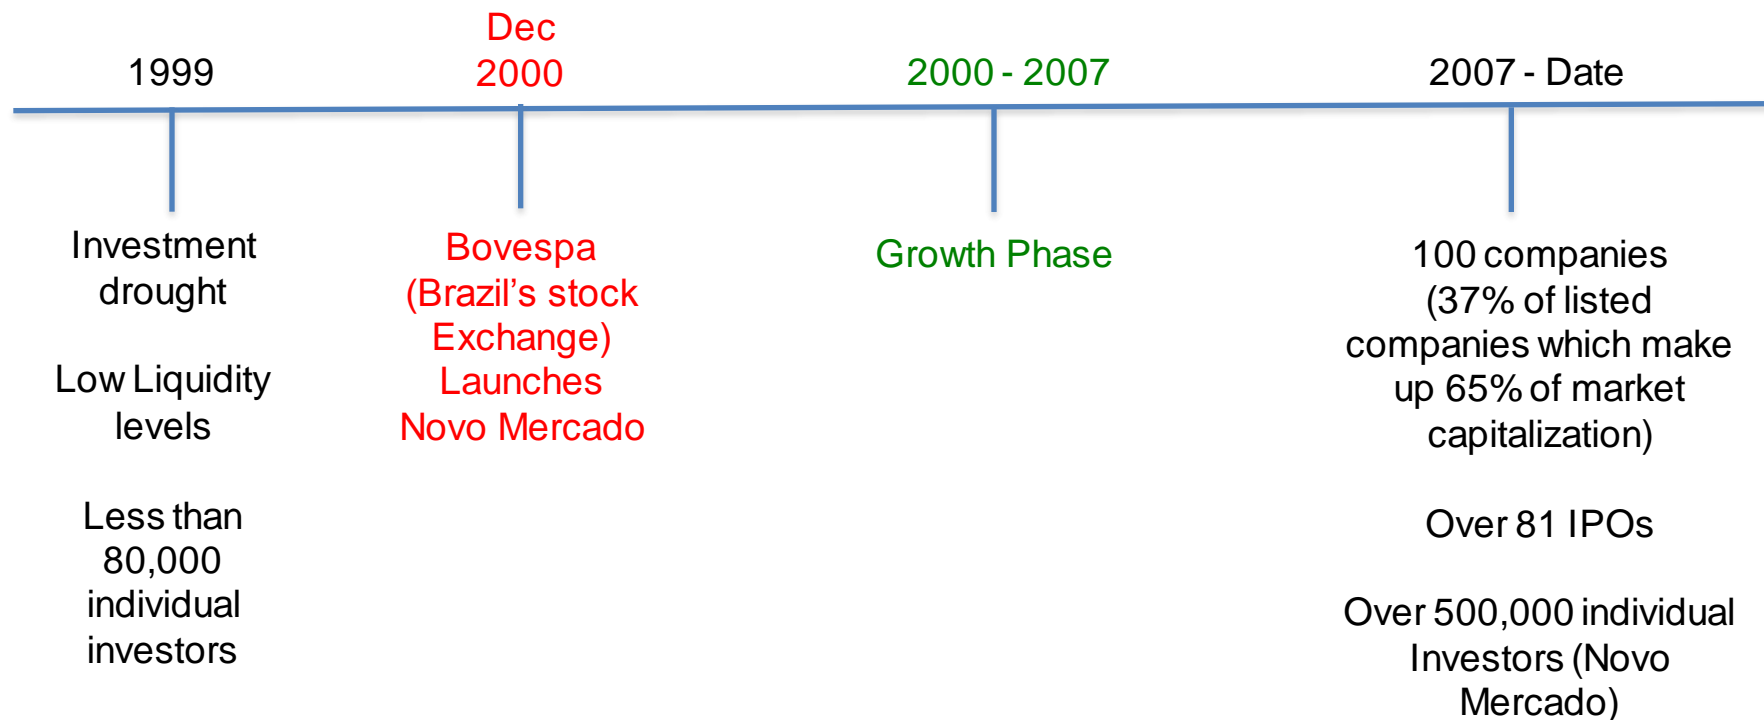 1999
Investment
drought
Low Liquidity
levels
Less than
80,000
individual
investors
Dec
2000
Bovespa
(Brazil’s stock
Exchange)
Launches
Novo Mercado
2000 - 2007
Growth Phase
2007 - Date
100 companies
(37% of listed
companies which make
up 65% of market
capitalization)
Over 81 IPOs
Over 500,000 individual
Investors (Novo
Mercado)